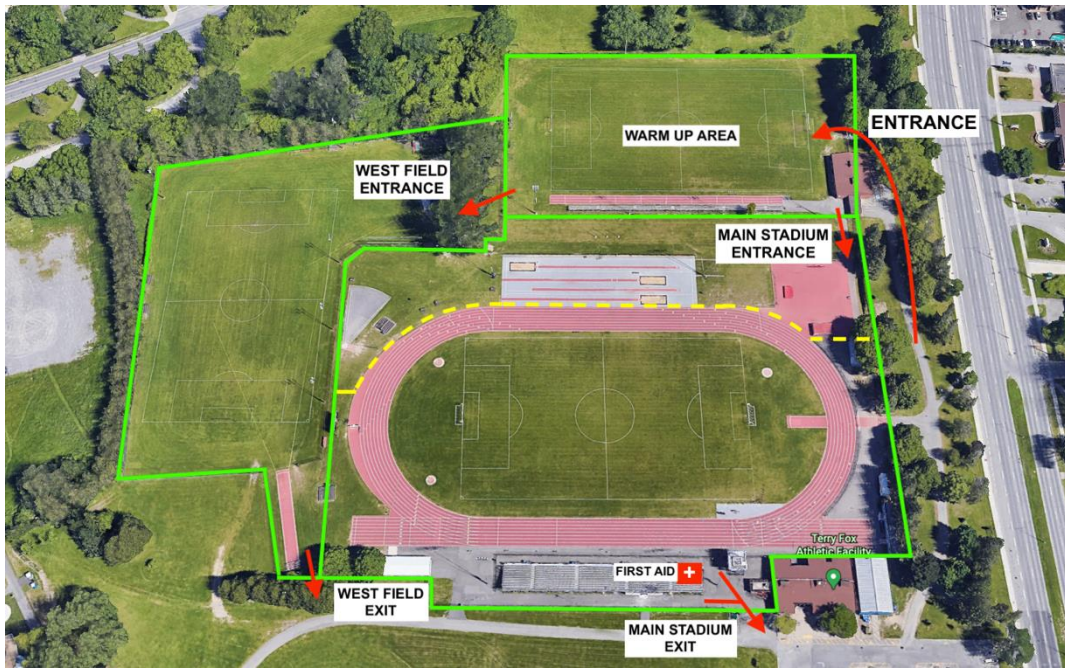 ENTRANCE
WARM UP AREA
WEST FIELD
ENTRANCE
MAIN STADIUM
ENTRANCE
Terry Fox
Athletic Facility
FIRST AID
WEST FIELD
EXIT
MAIN STADIUM
EXIT